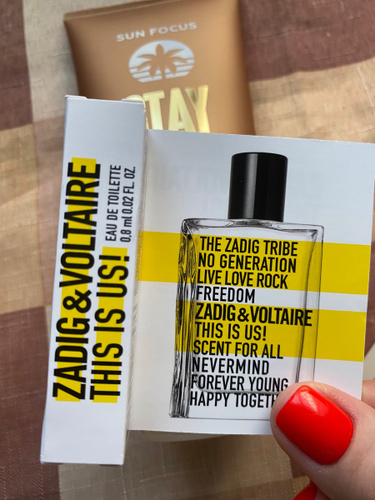 SUN FOCUS
STAY
ZADIG&VOLTAIRE
THIS IS US!
EAU DE TOILETTE
0,8 ml 0.02 FL. OZ.
THE ZADIG TRIBE
NO GENERATION
LIVE LOVE ROCK
FREEDOM
ZADIG&VOLTAIRE
THIS IS US!
SCENT FOR ALL
NEVERMIND
FOREVER YOUNG
HAPPY TOGETH